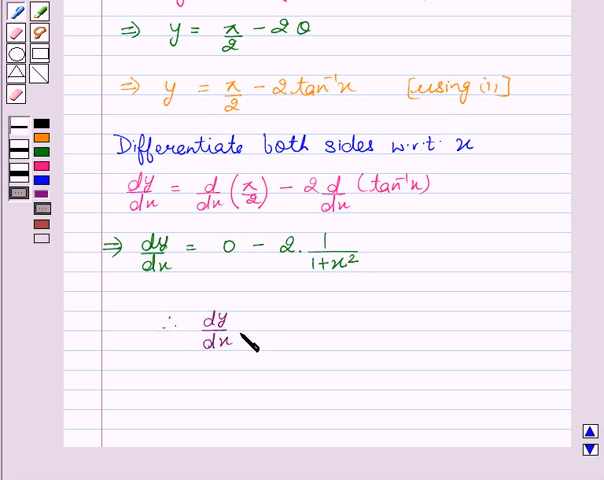 ⇒ y = π/2 − 2θ
⇒ y = π/2 − 2 tan⁻¹x [using (1)]
Differentiate both sides w.r.t. x
dy/dx = d/dx (π/2) − 2 d/dx (tan⁻¹x)
⇒ dy/dx = 0 − 2. 1/1+x²
∴ dy/dx